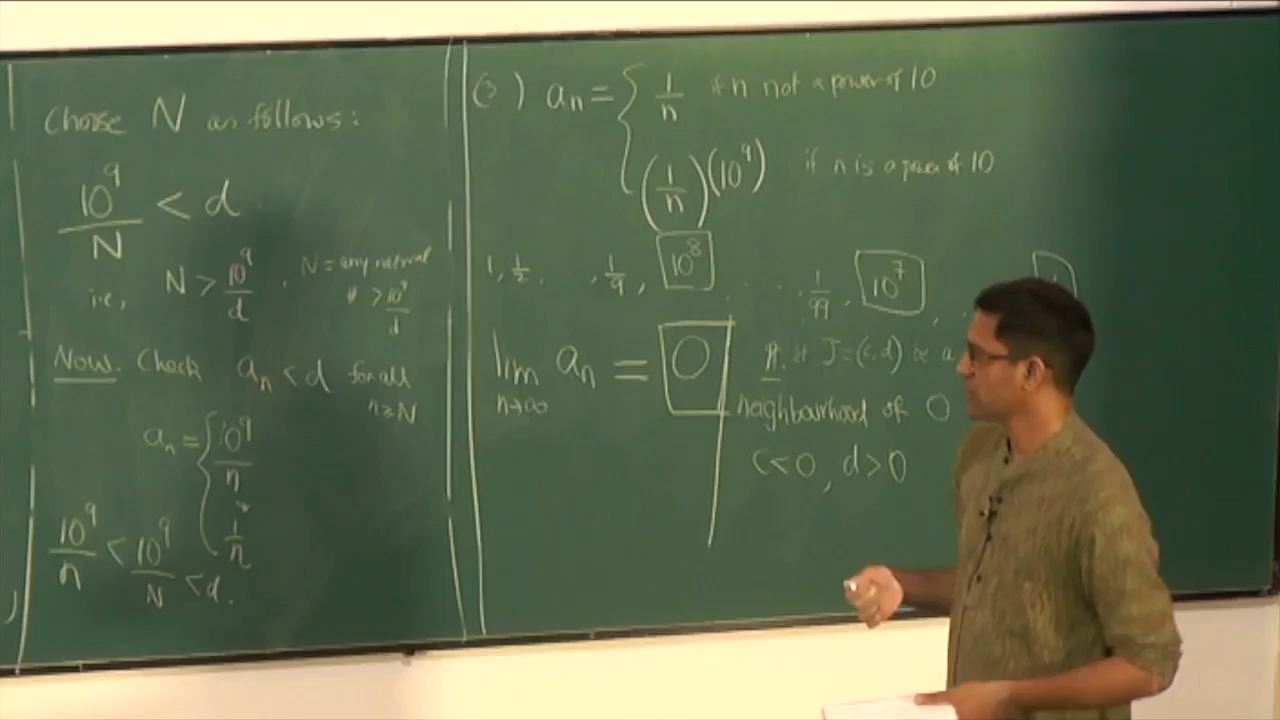 Choose N as follows:
10^9 / N < d.
i.e, N > 10^9 / d , N = any natural # > 10^9 / d
Now. Check a_n < d for all n ≥ N
a_n = { 10^9 / n
or
1 / n
10^9 / n < 10^9 / N < d.
(3) a_n = { 1/n if n not a power of 10
(1/n)(10^9) if n is a power of 10
1, 1/2, , 1/9, 10^8 ....., 1/99, 10^7 , .
lim n→∞ a_n = 0
Pf. let J=(c,d) be a
neighbourhood of 0
c<0, d>0